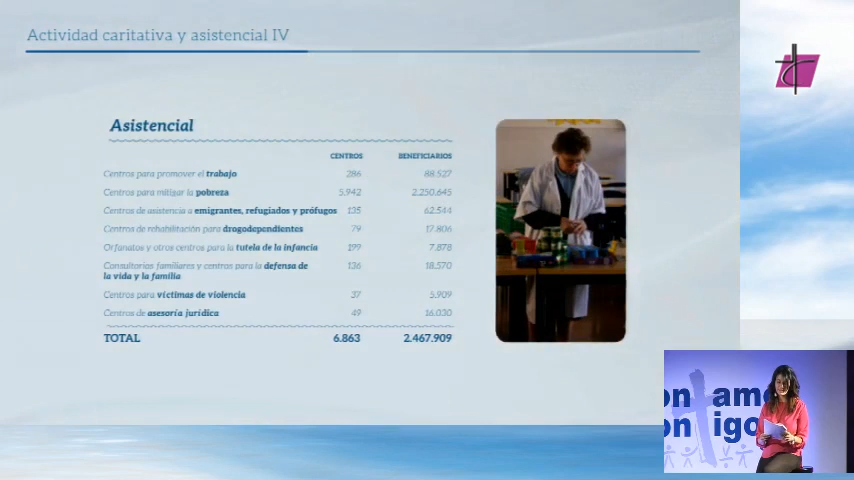 Actividad caritativa y asistencial IV
Asistencial
CENTROS BENEFICIARIOS
Centros para promover el trabajo 286 88.527
Centros para mitigar la pobreza 5.942 2.250.645
Centros de asistencia a emigrantes, refugiados y prófugos 135 62.544
Centros de rehabilitación para drogodependientes 79 17.806
Orfanatos y otros centros para la tutela de la infancia 199 7.878
Consultorios familiares y centros para la defensa de 136 18.570
la vida y la familia
Centros para víctimas de violencia 37 5.909
Centros de asesoría jurídica 49 16.030
TOTAL 6.863 2.467.909
on ame
on igo